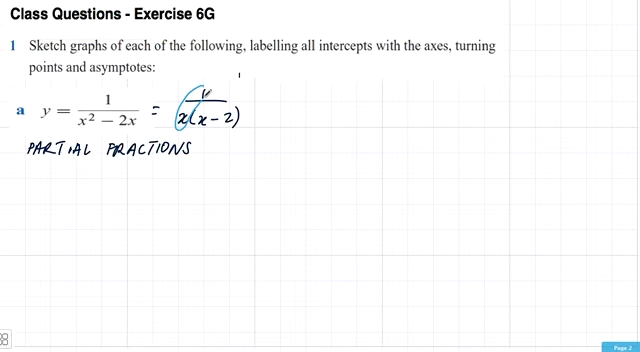 Class Questions - Exercise 6G
1 Sketch graphs of each of the following, labelling all intercepts with the axes, turning
points and asymptotes:
a y = 1/(x² − 2x) = 1/(x(x − 2))
PARTIAL FRACTIONS
Page 2